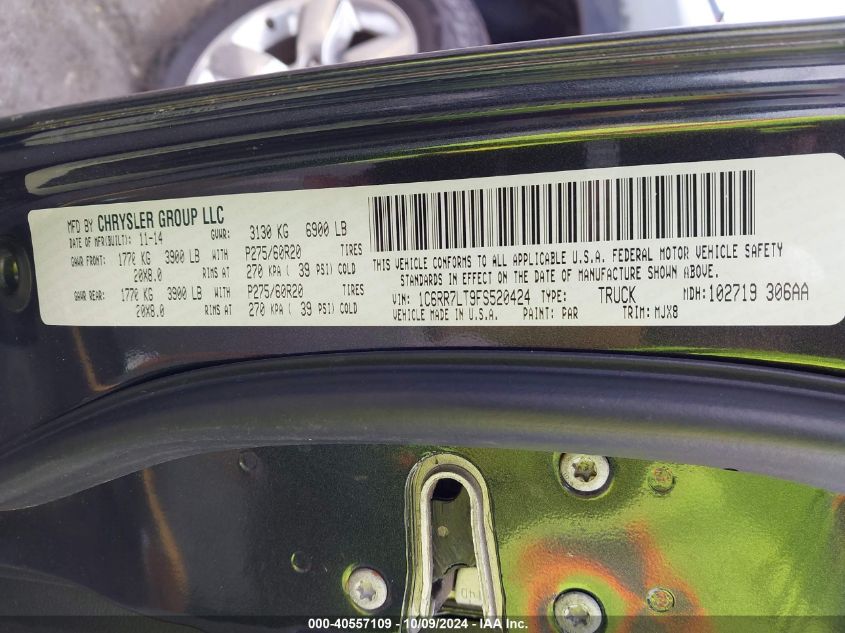 MFD BY CHRYSLER GROUP LLC
DATE OF MFR(BUILT): 11-14 GVWR: 3130 KG 6900 LB
GAWR FRONT: 1770 KG 3900 LB WITH P275/60R20 TIRES
20X8.0 RIMS AT 270 KPA ( 39 PSI) COLD
GAWR REAR: 1770 KG 3900 LB WITH P275/60R20 TIRES
20X8.0 RIMS AT 270 KPA ( 39 PSI) COLD
THIS VEHICLE CONFORMS TO ALL APPLICABLE U.S.A. FEDERAL MOTOR VEHICLE SAFETY
STANDARDS IN EFFECT ON THE DATE OF MANUFACTURE SHOWN ABOVE.
VIN: 1C6RR7LT9FS520424 TYPE: TRUCK MDH: 102719 306AA
VEHICLE MADE IN U.S.A. PAINT: PAR TRIM: MJX8
000-40557109 - 10/09/2024 - IAA Inc.